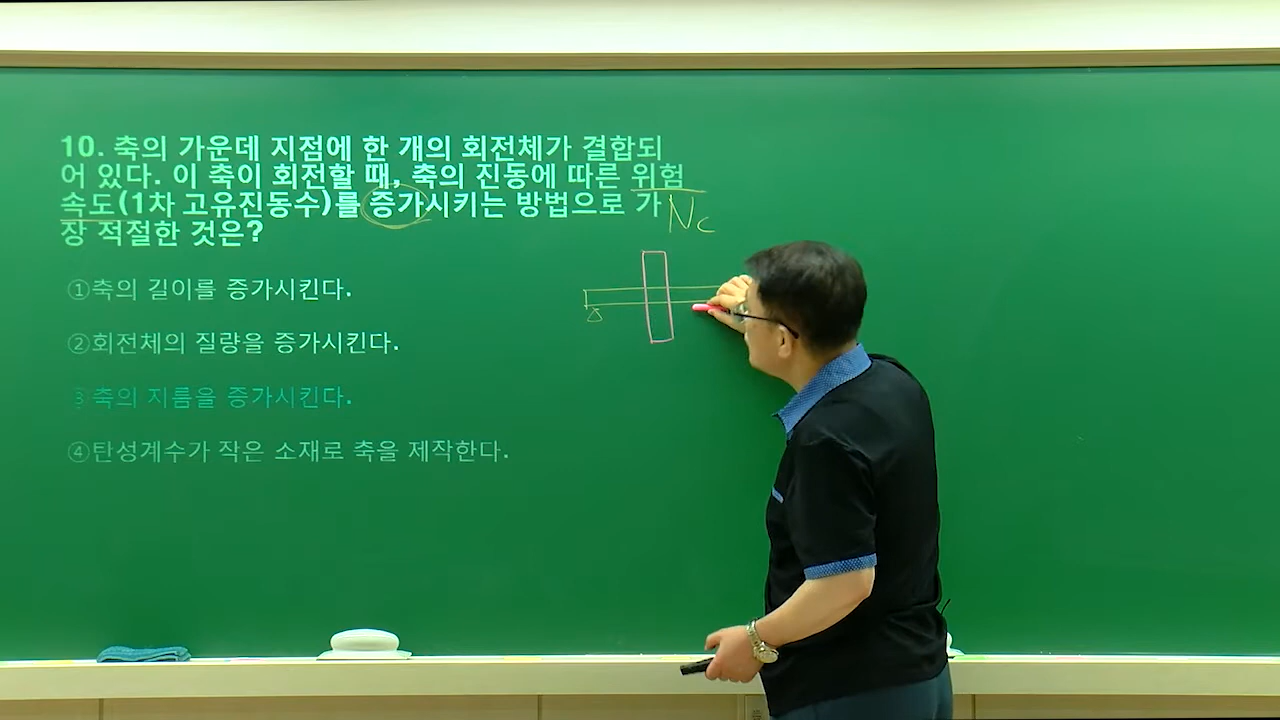 10. 축의 가운데 지점에 한 개의 회전체가 결합되
어 있다. 이 축이 회전할 때, 축의 진동에 따른 위험
속도(1차 고유진동수)를 증가시키는 방법으로 가
장 적절한 것은?
Nc
①축의 길이를 증가시킨다.
②회전체의 질량을 증가시킨다.
③축의 지름을 증가시킨다.
④탄성계수가 작은 소재로 축을 제작한다.